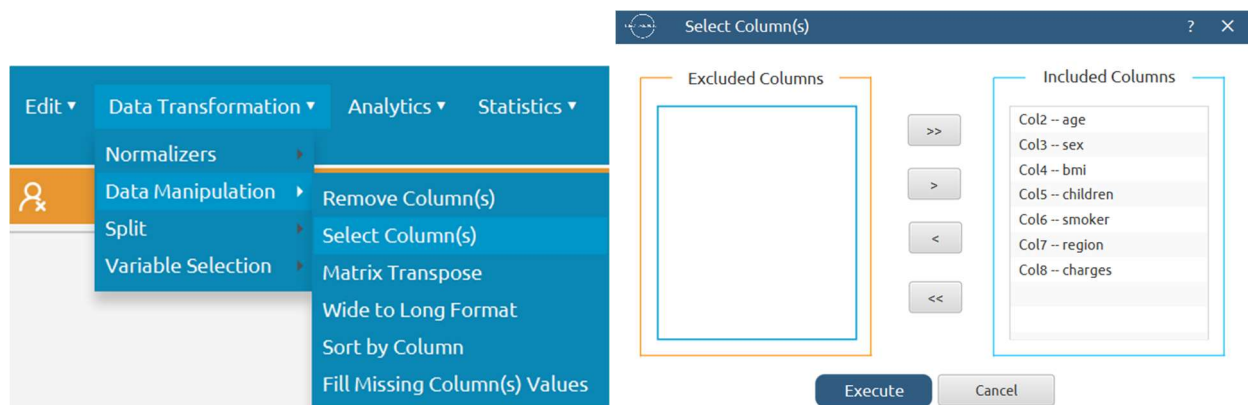 Edit ▾ Data Transformation ▾ Analytics ▾ Statistics ▾
Normalizers
Data Manipulation
Split
Variable Selection
Remove Column(s)
Select Column(s)
Matrix Transpose
Wide to Long Format
Sort by Column
Fill Missing Column(s) Values
Select Column(s) ? ×
Excluded Columns
>>
>
<
<<
Included Columns
Col2 -- age
Col3 -- sex
Col4 -- bmi
Col5 -- children
Col6 -- smoker
Col7 -- region
Col8 -- charges
Execute Cancel